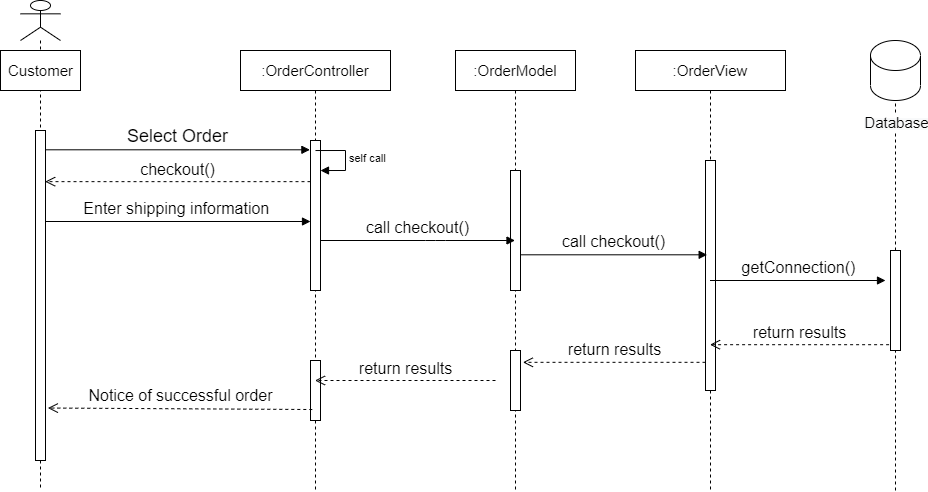 Customer
:OrderController
:OrderModel
:OrderView
Database
Select Order
self call
checkout()
Enter shipping information
call checkout()
call checkout()
getConnection()
return results
return results
return results
Notice of successful order